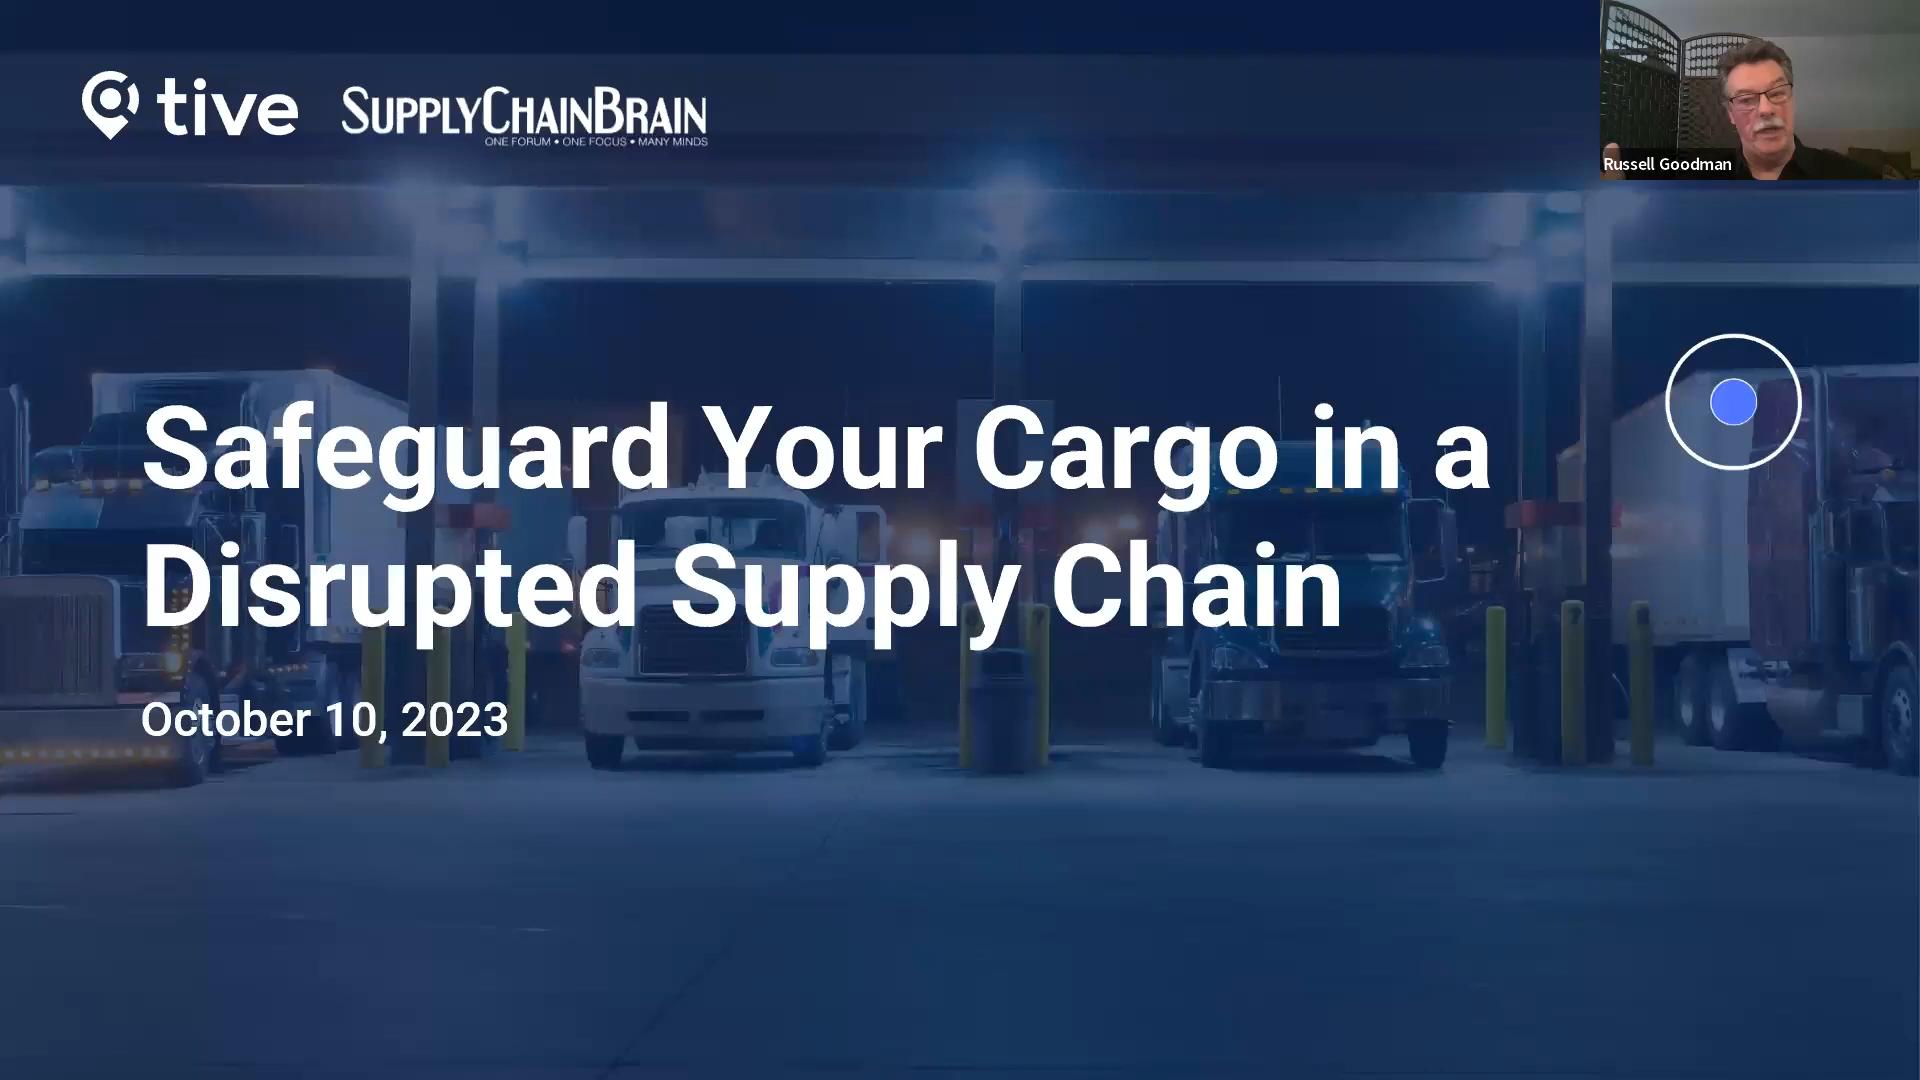 tive
SUPPLYCHAINBRAIN
ONE FORUM • ONE FOCUS • MANY MINDS
Russell Goodman
Safeguard Your Cargo in a
Disrupted Supply Chain
October 10, 2023